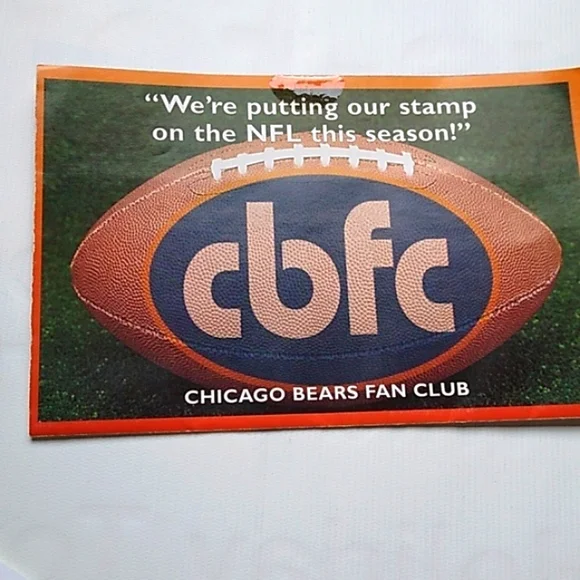 “We’re putting our stamp
on the NFL this season!”
cbfc
CHICAGO BEARS FAN CLUB